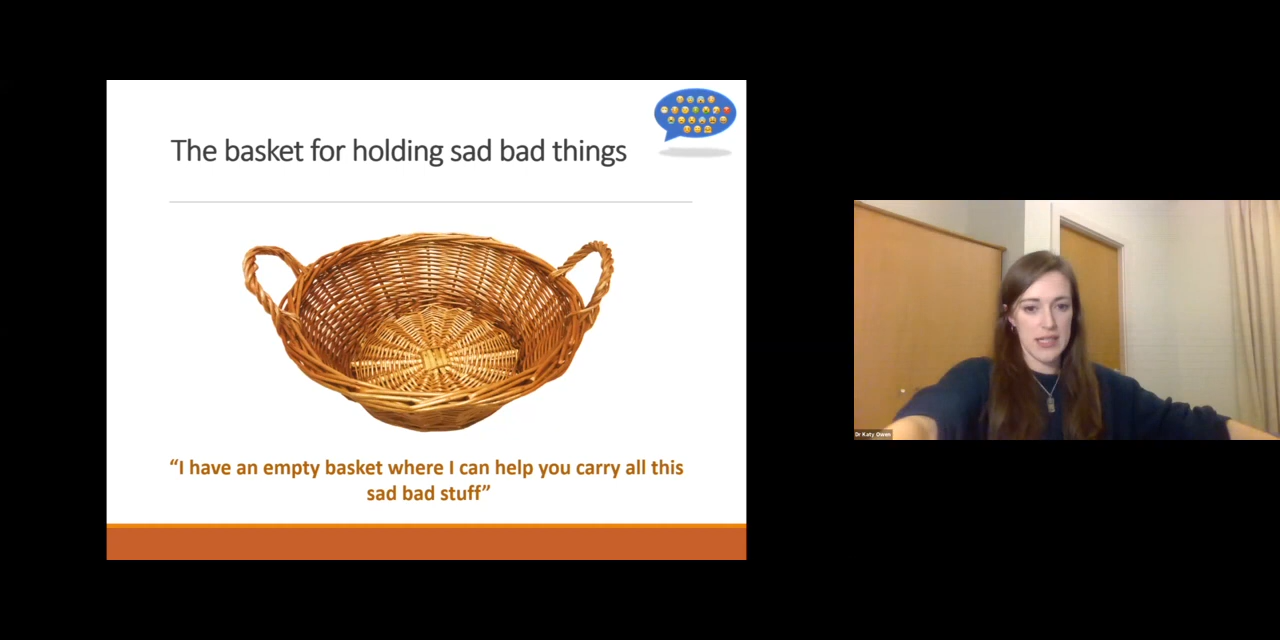 The basket for holding sad bad things
“I have an empty basket where I can help you carry all this
sad bad stuff”
Dr Katy Owen